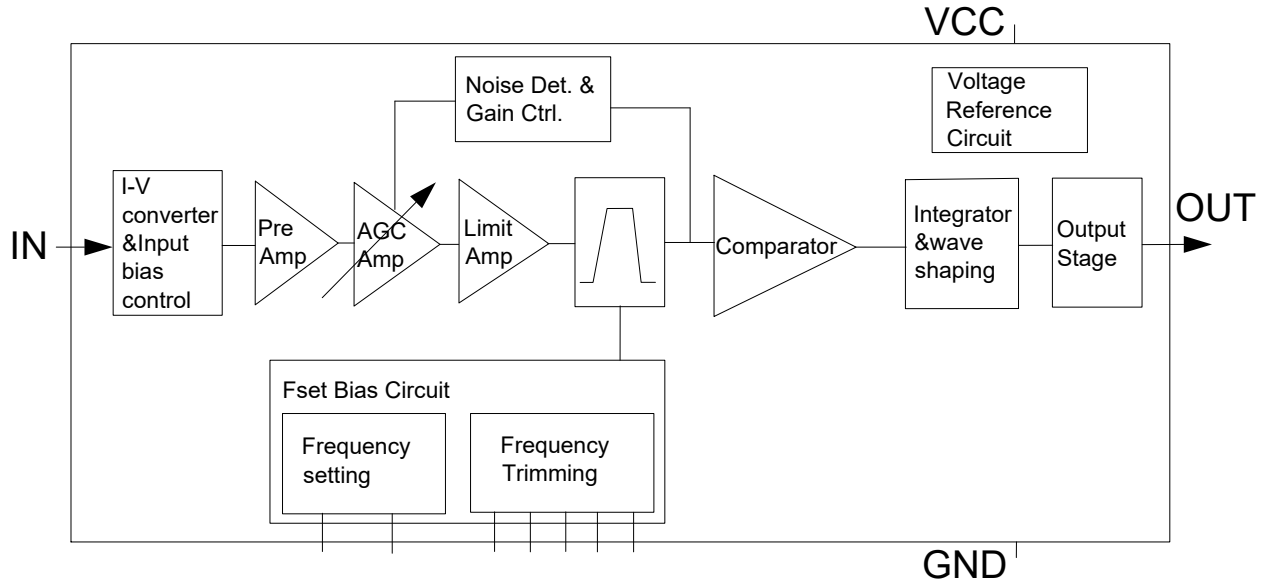 VCC
Noise Det. &
Gain Ctrl.
Voltage
Reference
Circuit
IN
I-V
converter
&Input
bias
control
Pre
Amp
AGC
Amp
Limit
Amp
Comparator
Integrator
&wave
shaping
Output
Stage
OUT
Fset Bias Circuit
Frequency
setting
Frequency
Trimming
GND